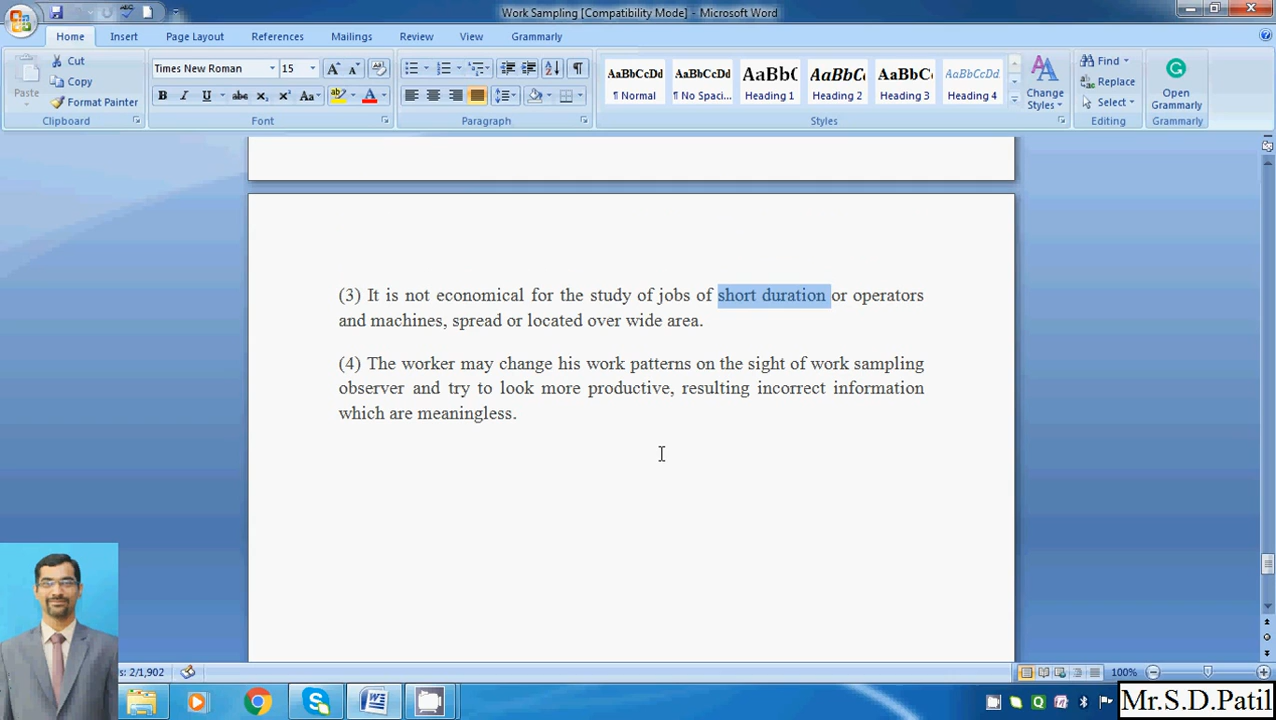 Work Sampling [Compatibility Mode] - Microsoft Word
Home Insert Page Layout References Mailings Review View Grammarly
Paste
Cut
Copy
Format Painter
Clipboard
Times New Roman 15
Font
Paragraph
AaBbCcDd AaBbCcDd AaBbC AaBbC AaBbC AaBbCcDd
¶ Normal ¶ No Spaci... Heading 1 Heading 2 Heading 3 Heading 4
Change
Styles
Styles
Find
Replace
Select
Editing
Open
Grammarly
Grammarly
(3) It is not economical for the study of jobs of short duration or operators
and machines, spread or located over wide area.
(4) The worker may change his work patterns on the sight of work sampling
observer and try to look more productive, resulting incorrect information
which are meaningless.
2/1,902
100%
Mr.S.D.Patil